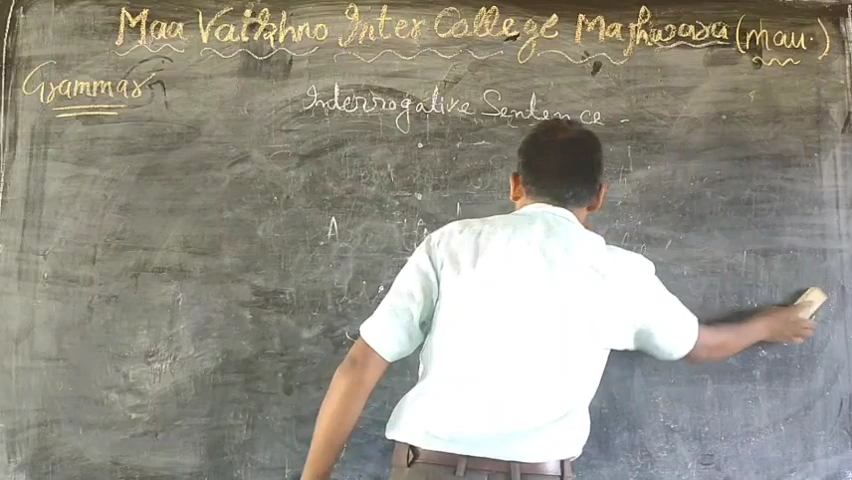 Maa Vaishno Inter College Majhwara (Mau.)
Grammar
Interrogative Sentence
A